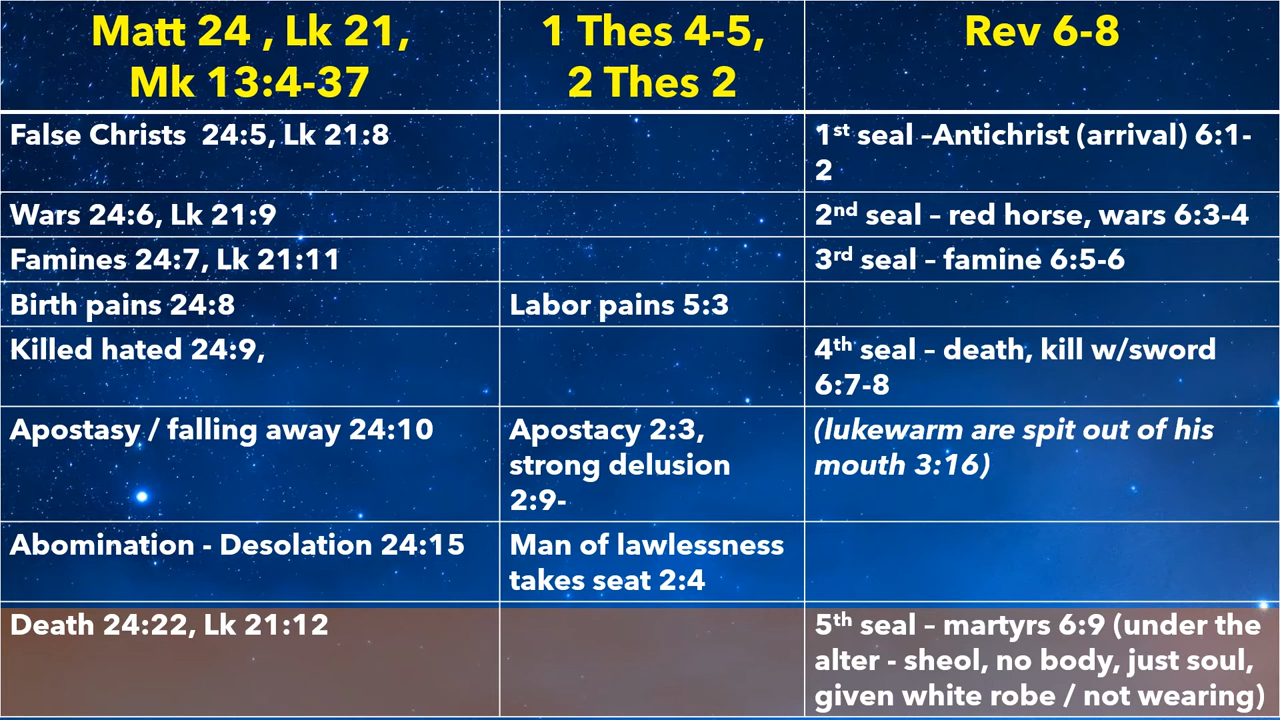 Matt 24 , Lk 21,
Mk 13:4-37
1 Thes 4-5,
2 Thes 2
Rev 6-8
False Christs  24:5, Lk 21:8
1st seal –Antichrist (arrival) 6:1-
2
Wars 24:6, Lk 21:9
2nd seal – red horse, wars 6:3-4
Famines 24:7, Lk 21:11
3rd seal – famine 6:5-6
Birth pains 24:8
Labor pains 5:3
Killed hated 24:9,
4th seal – death, kill w/sword
6:7-8
Apostasy / falling away 24:10
Apostacy 2:3,
strong delusion
2:9-
(lukewarm are spit out of his
mouth 3:16)
Abomination - Desolation 24:15
Man of lawlessness
takes seat 2:4
Death 24:22, Lk 21:12
5th seal – martyrs 6:9 (under the
alter - sheol, no body, just soul,
given white robe / not wearing)